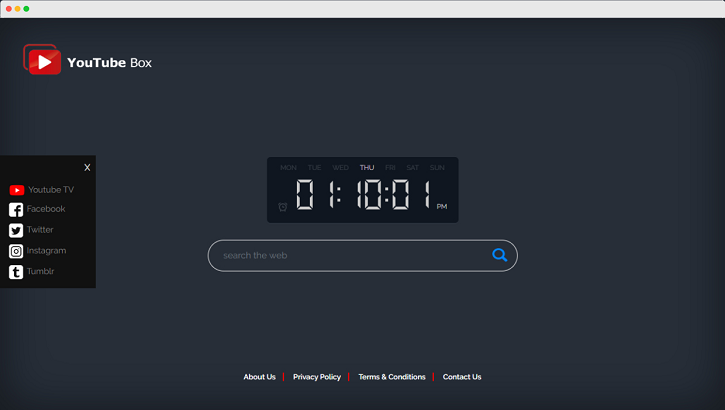 YouTube Box
X
Youtube TV
Facebook
Twitter
Instagram
Tumblr
MON TUE WED THU FRI SAT SUN
01:10:01 PM
search the web
About Us | Privacy Policy | Terms & Conditions | Contact Us